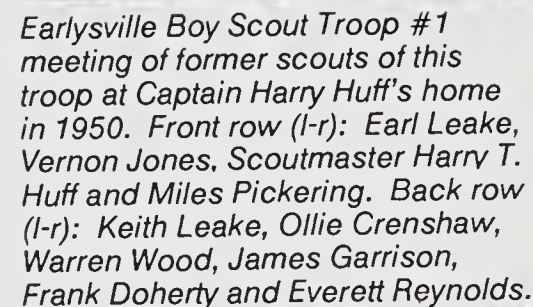 Earlysville Boy Scout Troop #1
meeting of former scouts of this
troop at Captain Harry Huff's home
in 1950. Front row (l-r): Earl Leake,
Vernon Jones, Scoutmaster Harry T.
Huff and Miles Pickering. Back row
(l-r): Keith Leake, Ollie Crenshaw,
Warren Wood, James Garrison,
Frank Doherty and Everett Reynolds.